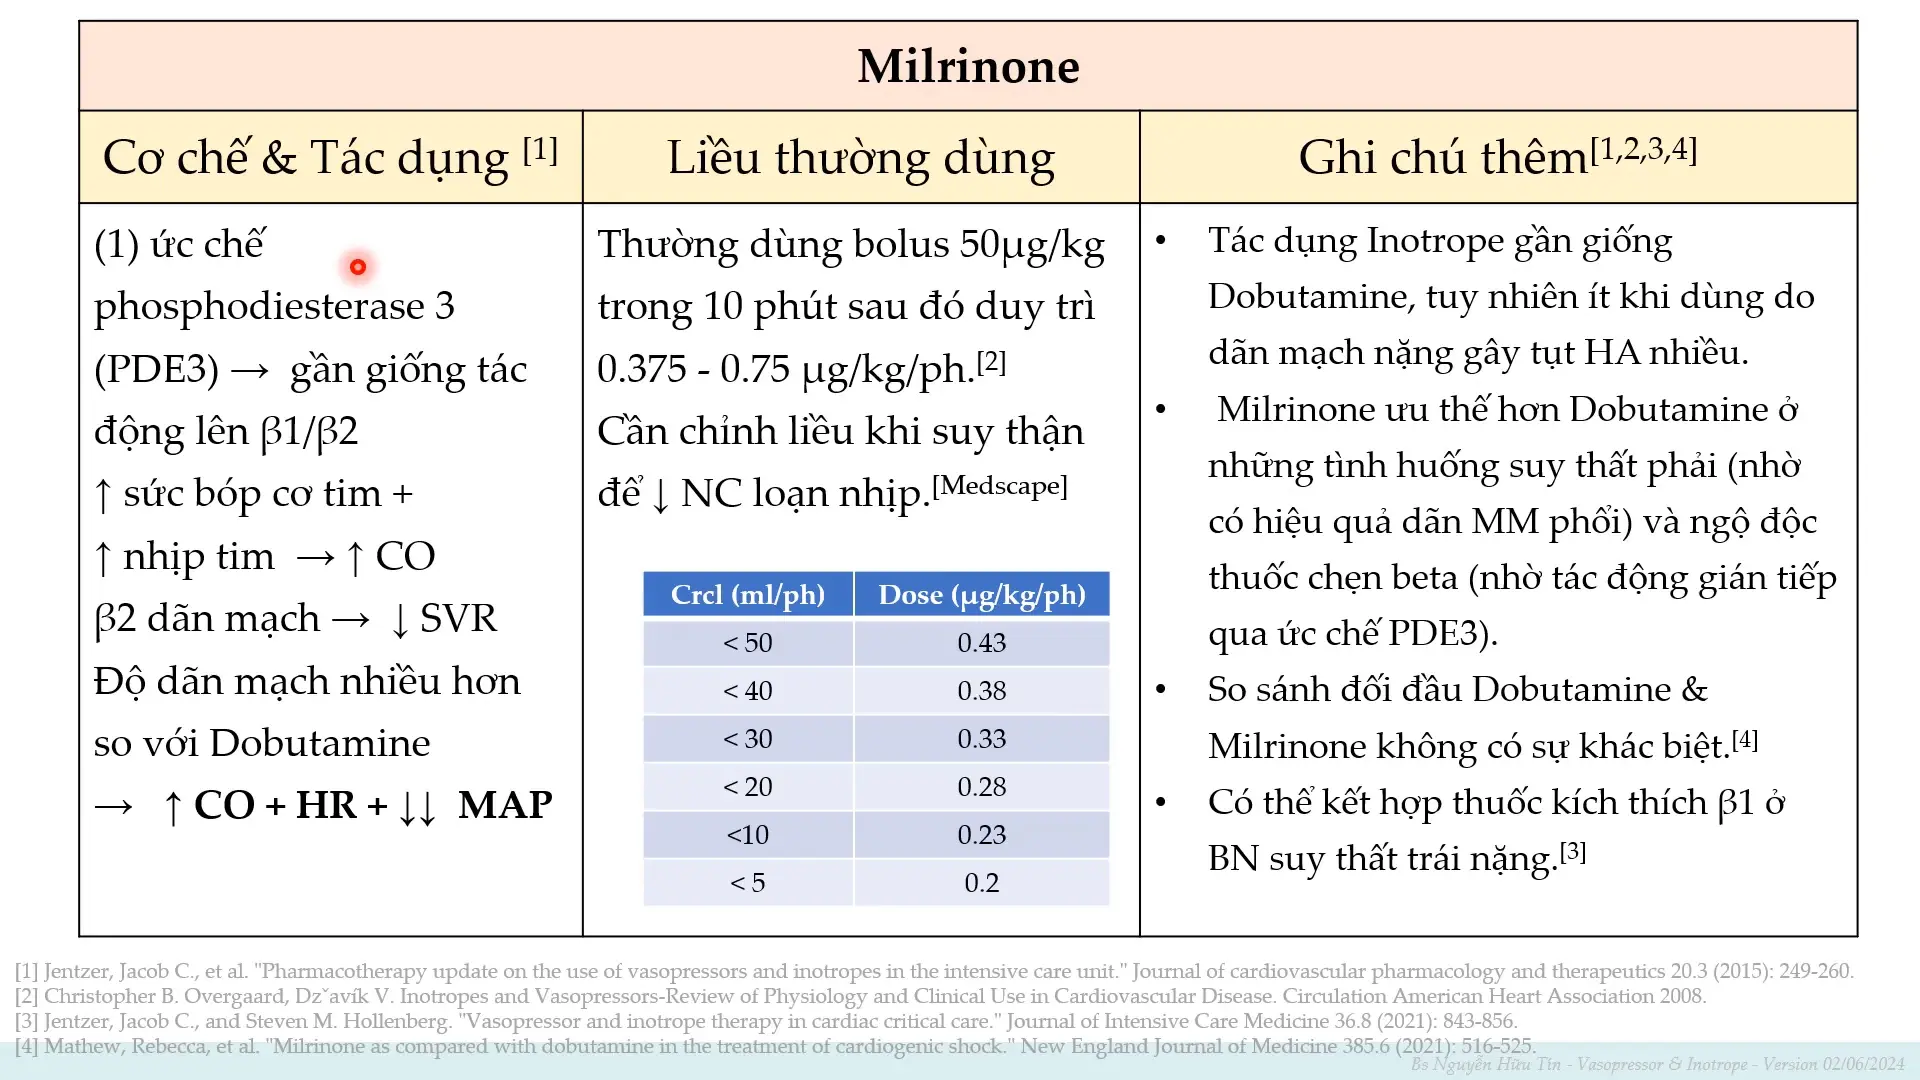 Milrinone
Cơ chế & Tác dụng [1]
Liều thường dùng
Ghi chú thêm[1,2,3,4]
(1) ức chế
phosphodiesterase 3
(PDE3) → gần giống tác
động lên β1/β2
↑ sức bóp cơ tim +
↑ nhịp tim → ↑ CO
β2 dãn mạch → ↓ SVR
Độ dãn mạch nhiều hơn
so với Dobutamine
→ ↑ CO + HR + ↓↓ MAP
Thường dùng bolus 50µg/kg
trong 10 phút sau đó duy trì
0.375 - 0.75 µg/kg/ph.[2]
Cần chỉnh liều khi suy thận
để ↓ NC loạn nhịp.[Medscape]
Crcl (ml/ph) Dose (µg/kg/ph)
< 50 0.43
< 40 0.38
< 30 0.33
< 20 0.28
<10 0.23
< 5 0.2
• Tác dụng Inotrope gần giống
Dobutamine, tuy nhiên ít khi dùng do
dãn mạch nặng gây tụt HA nhiều.
• Milrinone ưu thế hơn Dobutamine ở
những tình huống suy thất phải (nhờ
có hiệu quả dãn MM phổi) và ngộ độc
thuốc chẹn beta (nhờ tác động gián tiếp
qua ức chế PDE3).
• So sánh đối đầu Dobutamine &
Milrinone không có sự khác biệt.[4]
• Có thể kết hợp thuốc kích thích β1 ở
BN suy thất trái nặng.[3]
[1] Jentzer, Jacob C., et al. "Pharmacotherapy update on the use of vasopressors and inotropes in the intensive care unit." Journal of cardiovascular pharmacology and therapeutics 20.3 (2015): 249-260.
[2] Christopher B. Overgaard, Dzˇavík V. Inotropes and Vasopressors-Review of Physiology and Clinical Use in Cardiovascular Disease. Circulation American Heart Association 2008.
[3] Jentzer, Jacob C., and Steven M. Hollenberg. "Vasopressor and inotrope therapy in cardiac critical care." Journal of Intensive Care Medicine 36.8 (2021): 843-856.
[4] Mathew, Rebecca, et al. "Milrinone as compared with dobutamine in the treatment of cardiogenic shock." New England Journal of Medicine 385.6 (2021): 516-525.
Bs Nguyễn Hữu Tín - Vasopressor & Inotrope - Version 02/06/2024